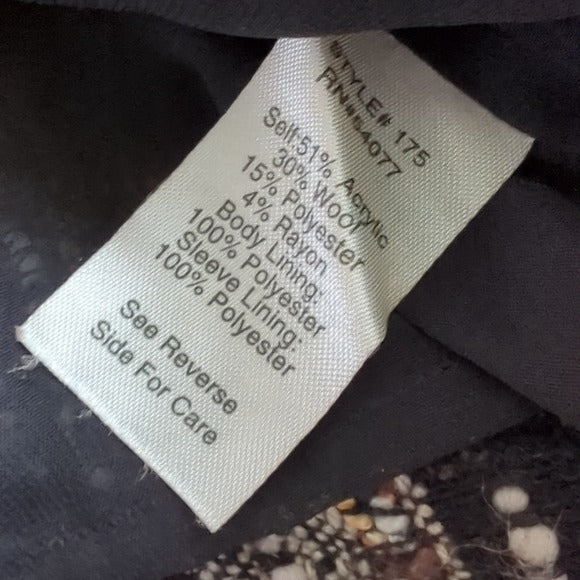 STYLE# 175
RN#64077
Self:51% Acrylic
30% Wool
15% Polyester
4% Rayon
Body Lining:
100% Polyester
Sleeve Lining:
100% Polyester
See Reverse
Side For Care